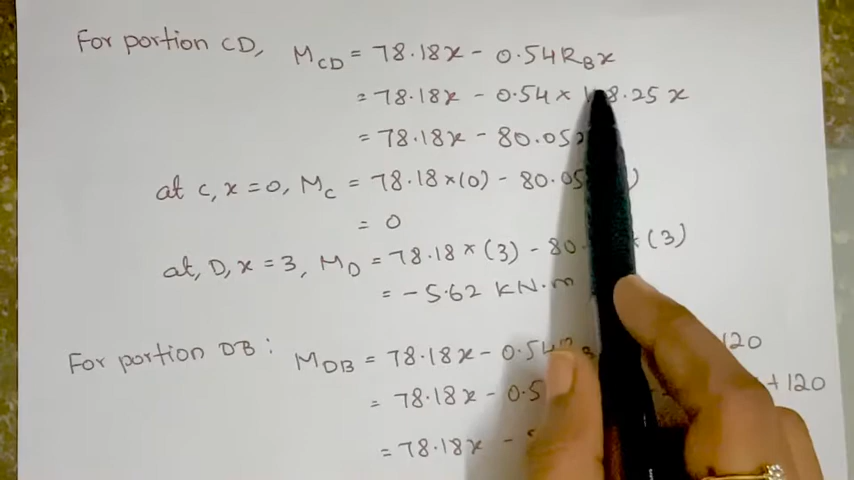 For portion CD, M_CD = 78.18x - 0.54R_Bx
= 78.18x - 0.54 × 8.25 x
= 78.18x - 80.05
at C, x = 0, M_C = 78.18×(0) - 80.05 )
= 0
at, D, x = 3, M_D = 78.18 × (3) - 80. × (3)
= -5.62 KN.m
For portion DB : M_DB = 78.18x - 0.54 120
= 78.18x - 0.5 +120
= 78.18x -